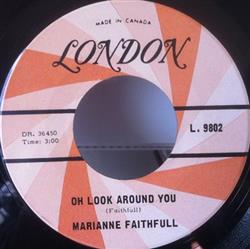 MADE IN CANADA
LONDON
DR. 36450
Time: 3:00
L. 9802
OH LOOK AROUND YOU
(Faithfull)
MARIANNE FAITHFULL